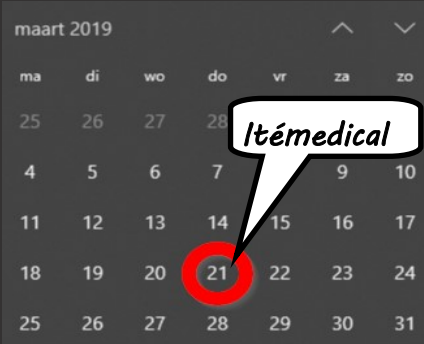 maart 2019
ma di wo do vr za zo
25 26 27 28
Itémedical
4 5 6 7 9 10
11 12 13 14 15 16 17
18 19 20 21 22 23 24
25 26 27 28 29 30 31